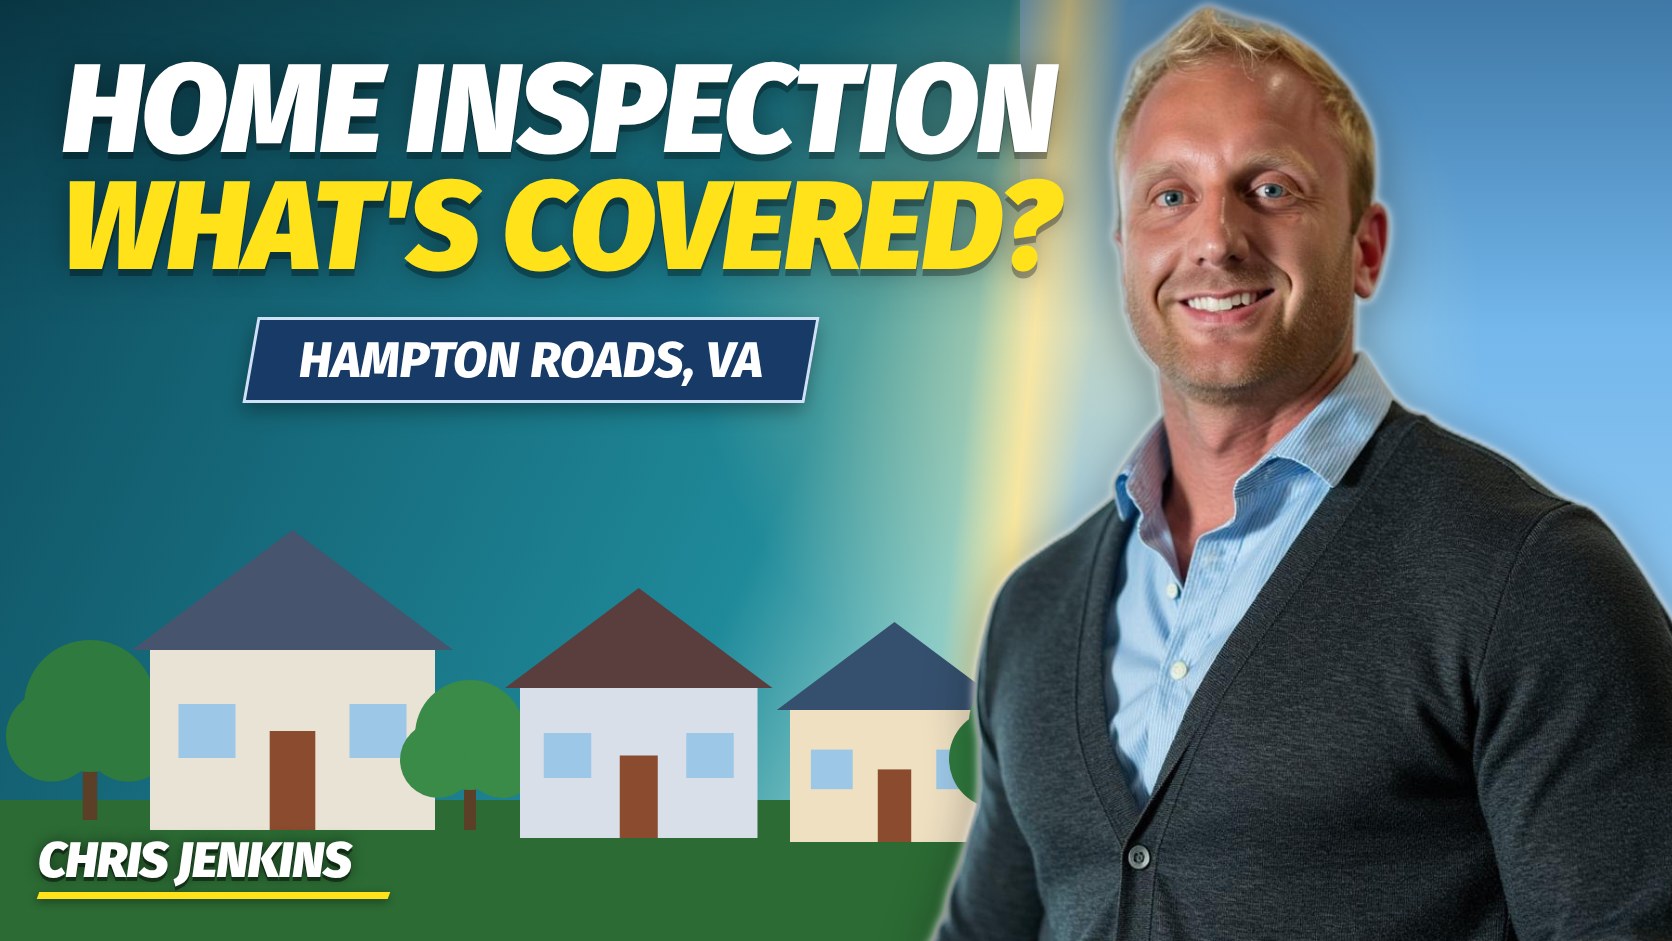 HOME INSPECTION
WHAT'S COVERED?
HAMPTON ROADS, VA
CHRIS JENKINS